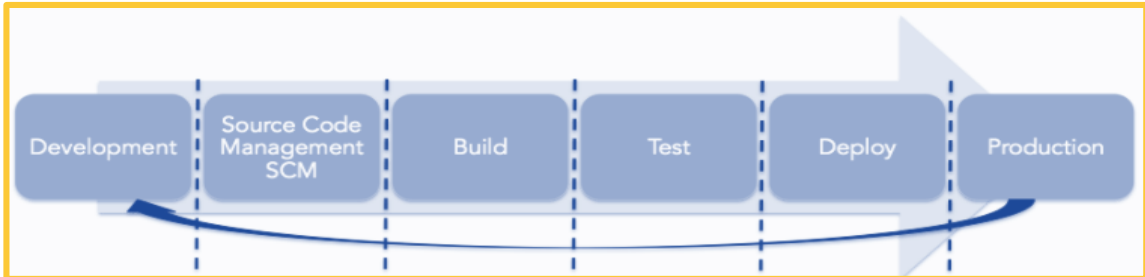 Development
Source Code
Management
SCM
Build
Test
Deploy
Production